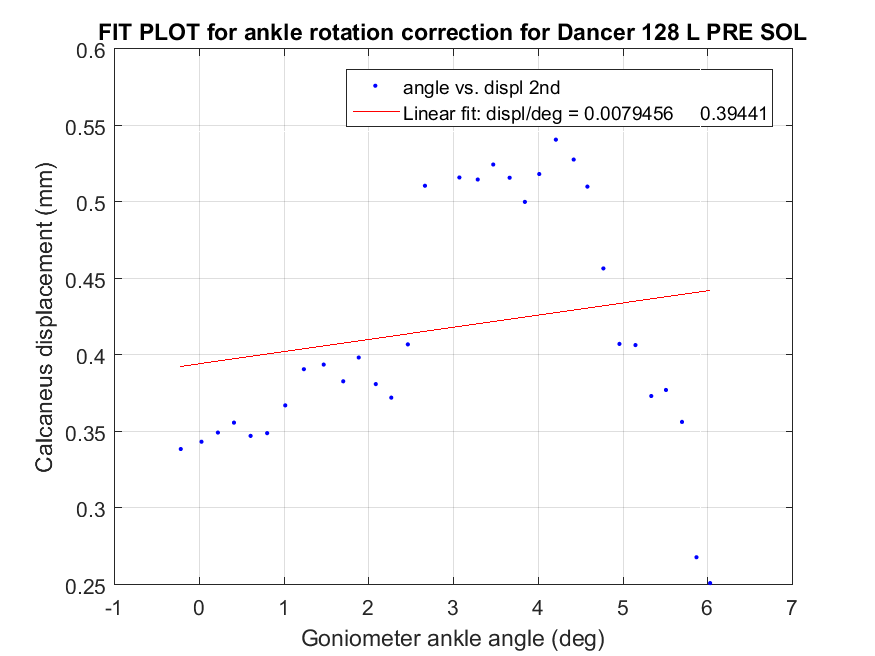 FIT PLOT for ankle rotation correction for Dancer 128 L PRE SOL
0.6
angle vs. displ 2nd
Linear fit: displ/deg = 0.0079456 0.39441
0.55
0.5
0.45
0.4
0.35
0.3
0.25
Calcaneus displacement (mm)
-1 0 1 2 3 4 5 6 7
Goniometer ankle angle (deg)